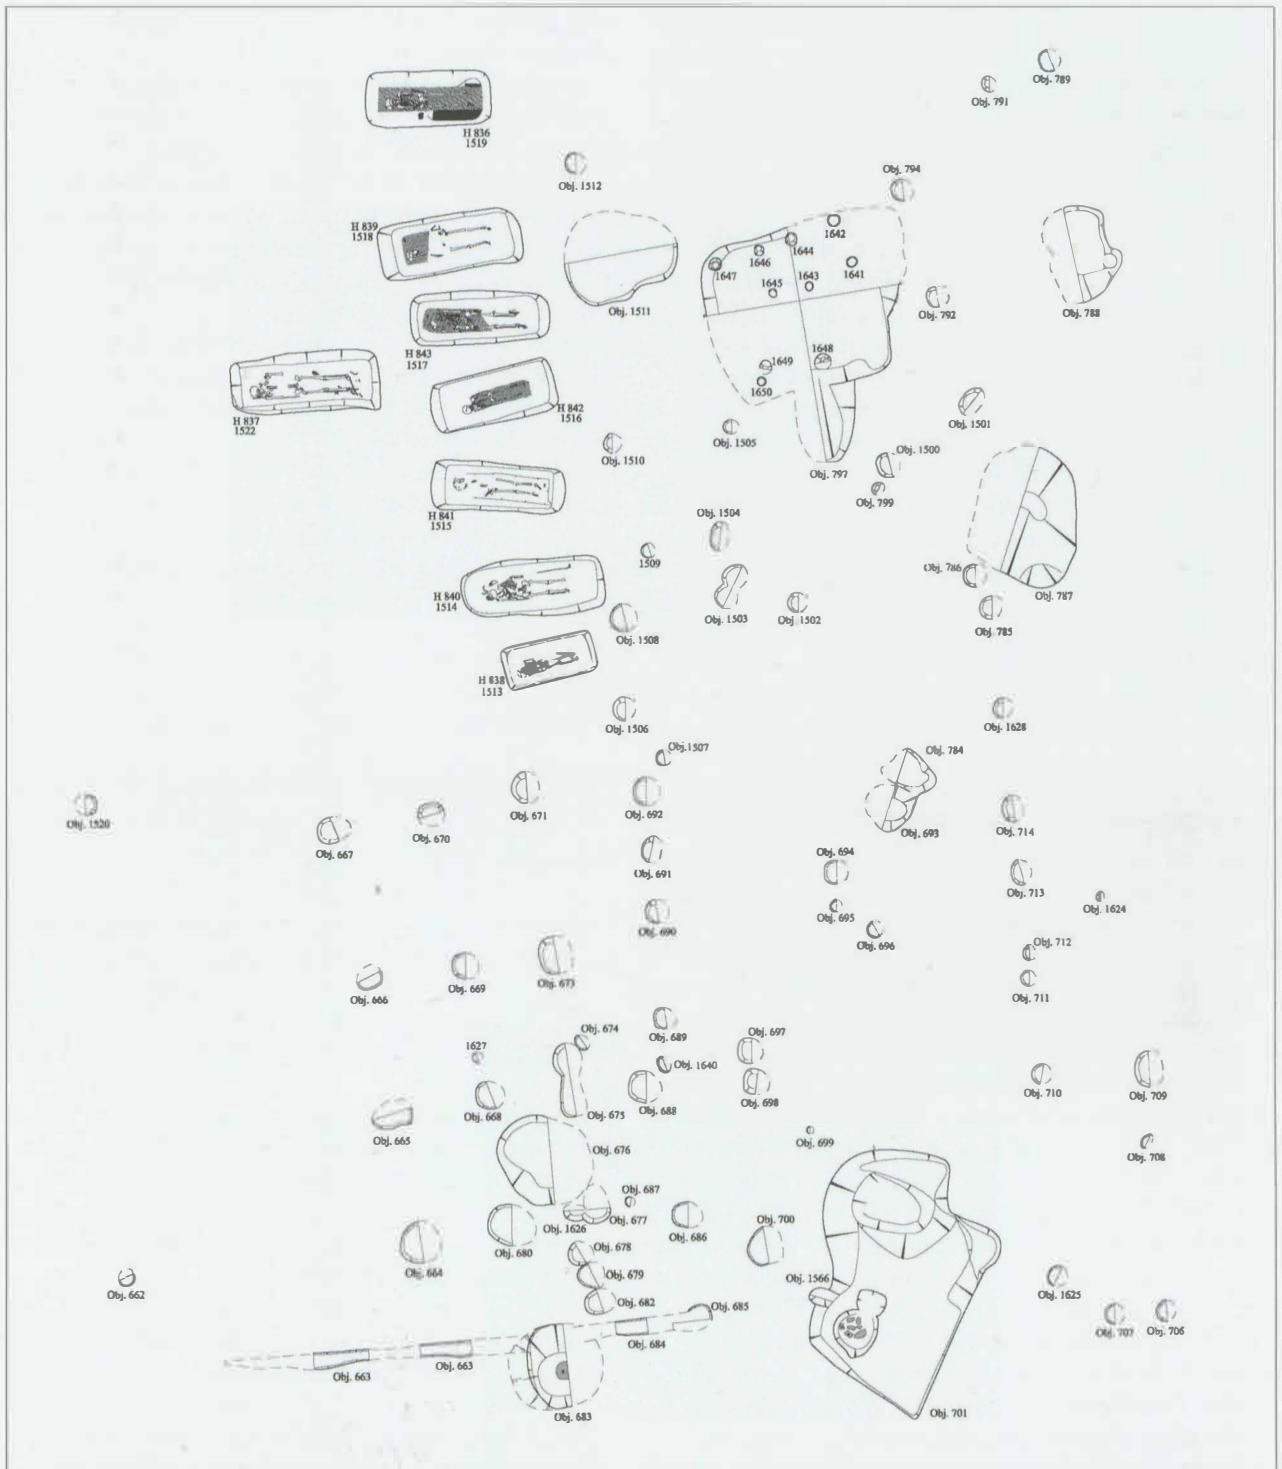 Obj. 789
Obj. 791
H 836
1519
Obj. 1512
Obj. 794
H 839
1518
1642
1644
1646
1647
1641
1645
1643
Obj. 1511
Obj. 792
Obj. 788
H 843
1517
1648
1649
1650
H 837
1522
H 842
1516
Obj. 1501
Obj. 1505
Obj. 1510
Obj. 1500
Obj. 797
Obj. 799
H 841
1515
Obj. 1504
1509
Obj. 786
Obj. 787
H 840
1514
Obj. 1503
Obj. 1502
Obj. 785
Obj. 1508
H 838
1513
Obj. 1506
Obj. 1628
Obj.1507
Obj. 784
Obj. 1520
Obj. 667
Obj. 670
Obj. 671
Obj. 692
Obj. 693
Obj. 714
Obj. 691
Obj. 694
Obj. 713
Obj. 1624
Obj. 690
Obj. 695
Obj. 696
Obj. 712
Obj. 666
Obj. 669
Obj. 673
Obj. 711
Obj. 674
Obj. 689
Obj. 697
1627
Obj. 1640
Obj. 710
Obj. 709
Obj. 668
Obj. 675
Obj. 688
Obj. 698
Obj. 665
Obj. 676
Obj. 699
Obj. 708
Obj. 687
Obj. 1626
Obj. 677
Obj. 686
Obj. 700
Obj. 680
Obj. 678
Obj. 664
Obj. 679
Obj. 1566
Obj. 662
Obj. 1625
Obj. 682
Obj. 685
Obj. 707
Obj. 706
Obj. 684
Obj. 663
Obj. 663
Obj. 683
Obj. 701